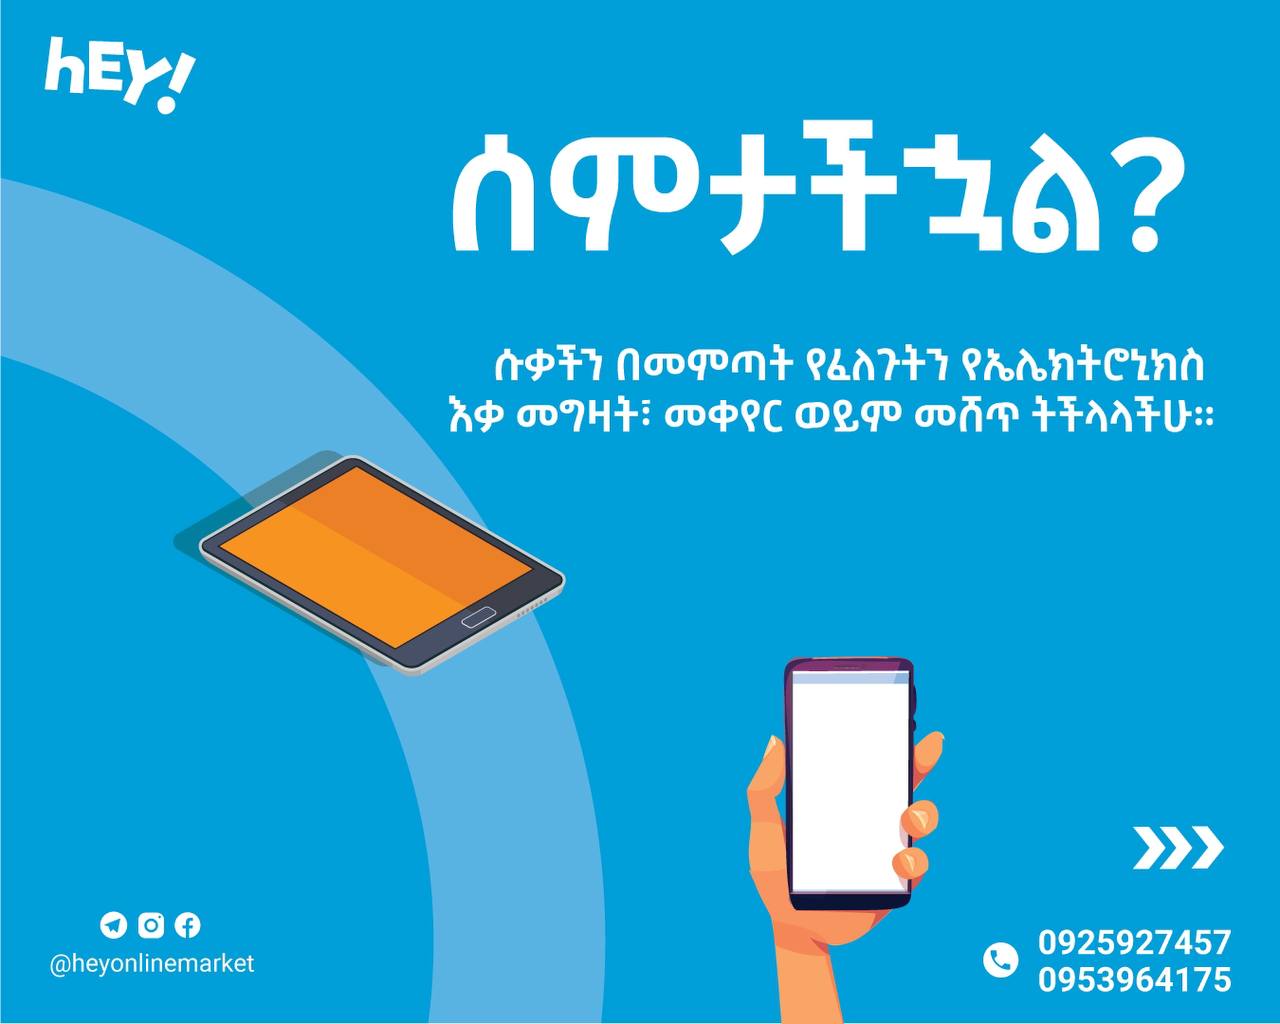 hEY!
ሰምታችኋል?
ሱቃችን በመምጣት የፈለጉትን የኤሌክትሮኒክስ
እቃ መግዛት፣ መቀየር ወይም መሸጥ ትችላላችሁ።
@heyonlinemarket
0925927457
0953964175